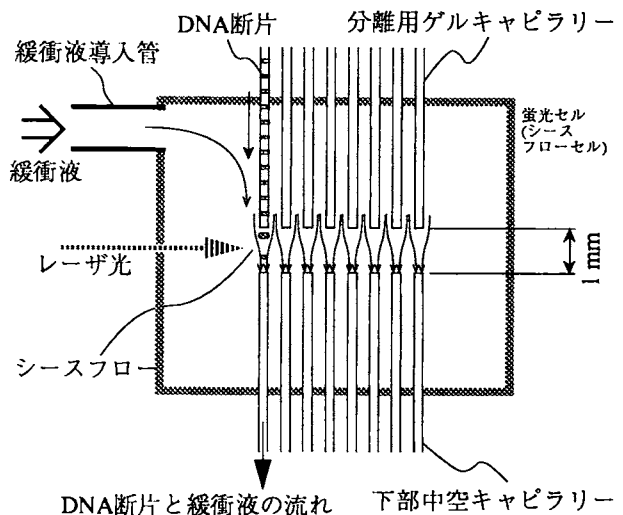 DNA断片
分離用ゲルキャピラリー
緩衝液導入管
蛍光セル
(シース
フローセル)
緩衝液
レーザ光
1 mm
シースフロー
DNA断片と緩衝液の流れ
下部中空キャピラリー